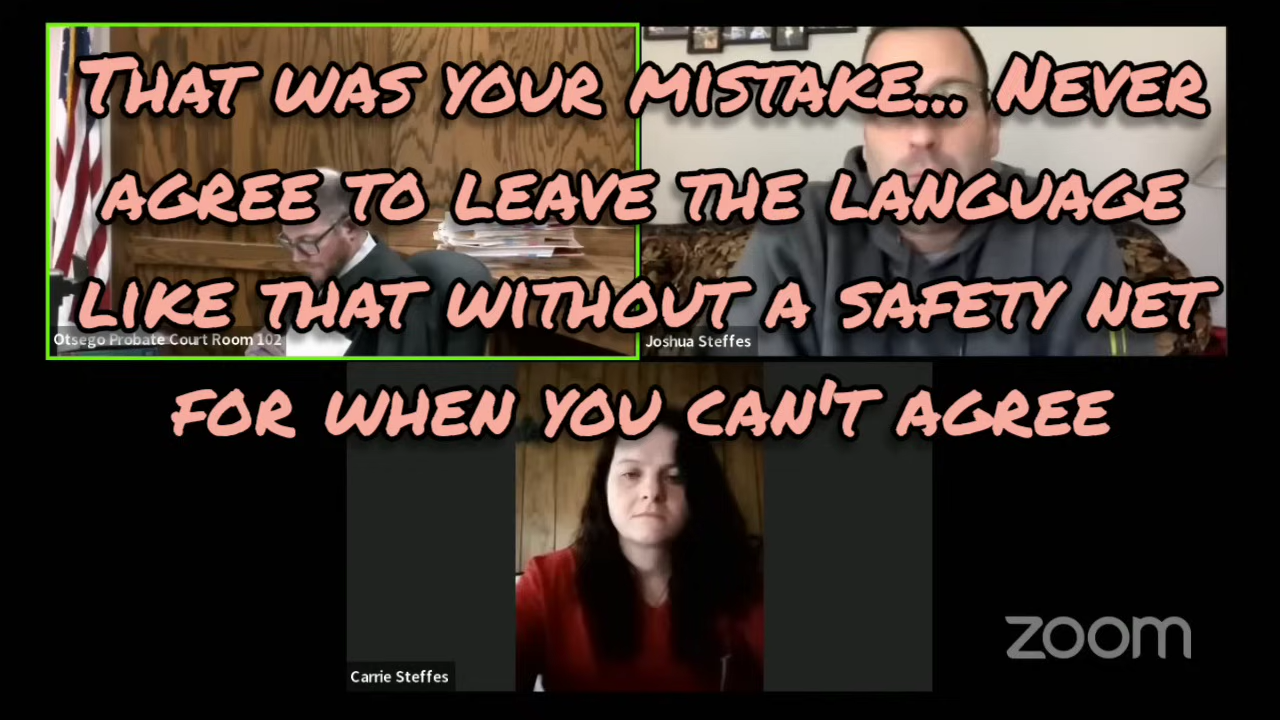 That was your mistake... Never
agree to leave the language
like that without a safety net
for when you can't agree
Otsego Probate Court Room 102
Joshua Steffes
Carrie Steffes
zoom